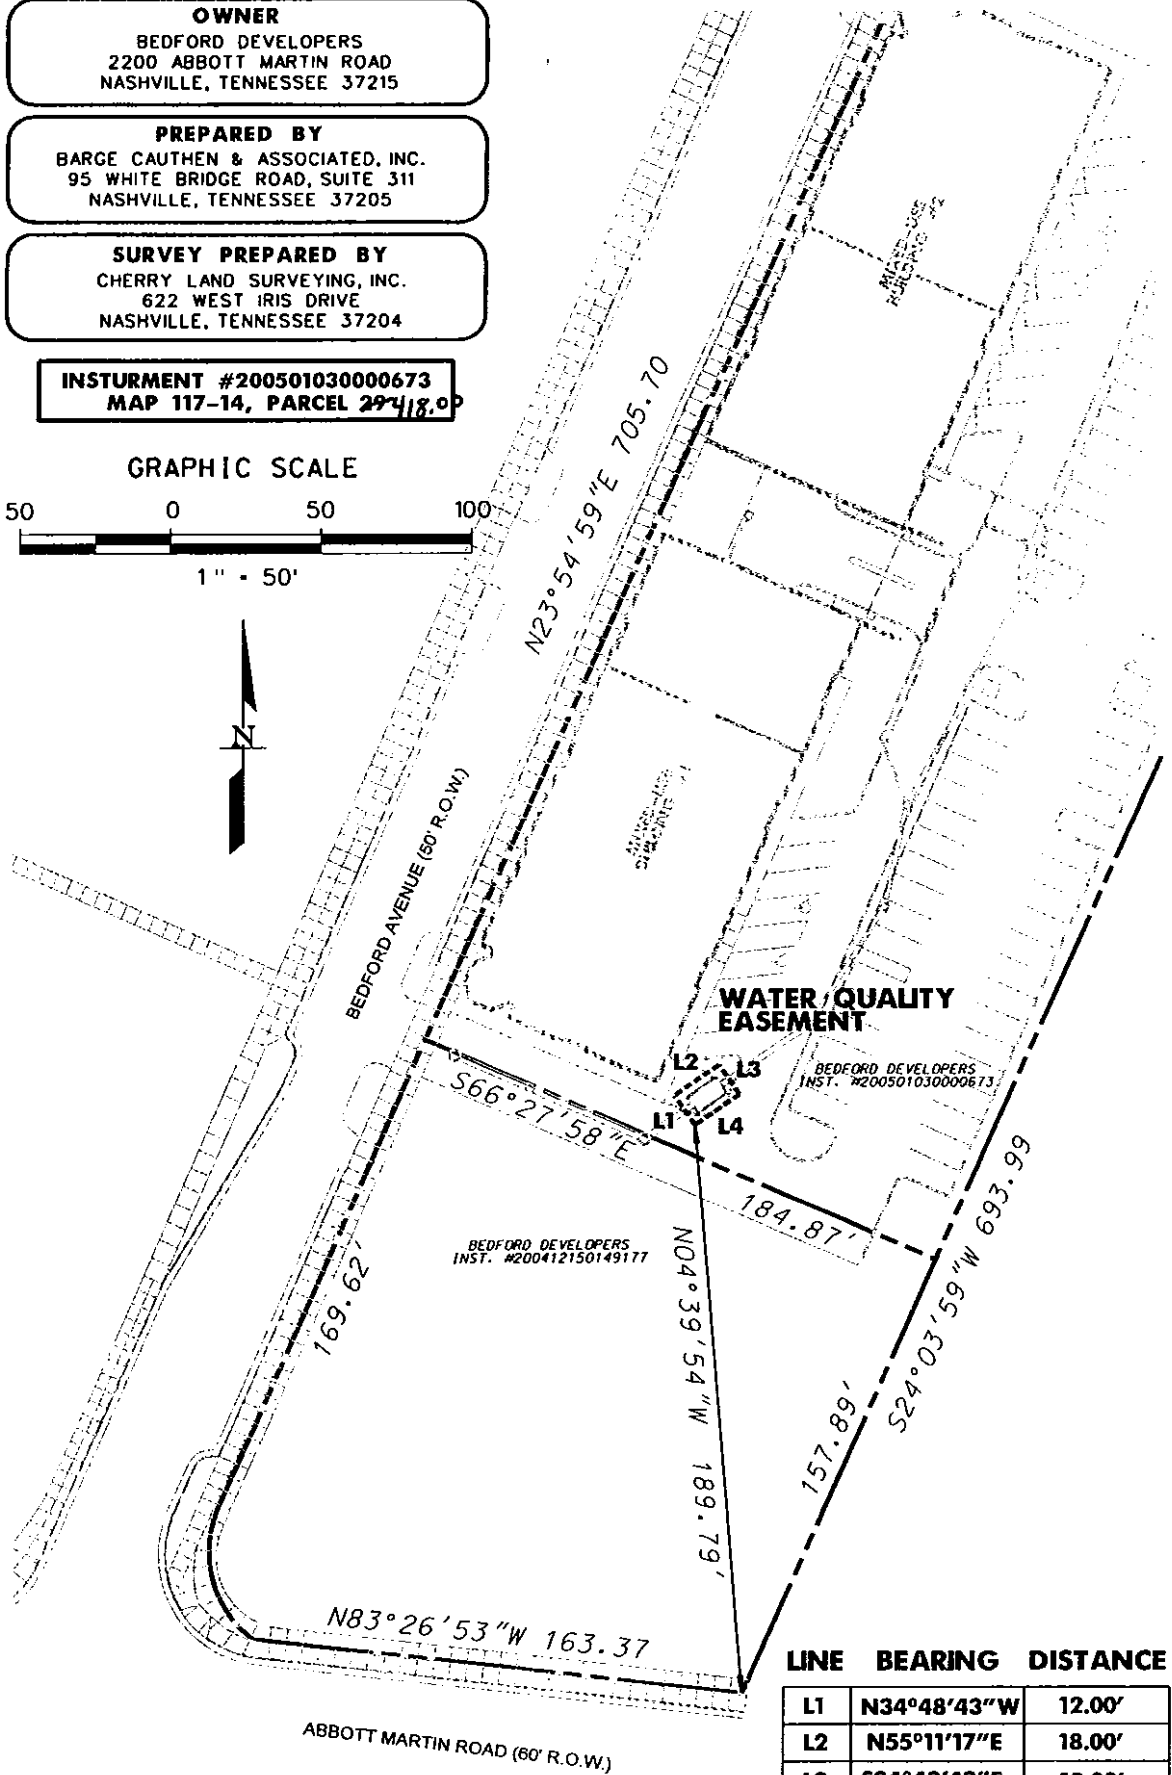 OWNER
BEDFORD DEVELOPERS
2200 ABBOTT MARTIN ROAD
NASHVILLE, TENNESSEE 37215
PREPARED BY
BARGE CAUTHEN & ASSOCIATED, INC.
95 WHITE BRIDGE ROAD, SUITE 311
NASHVILLE, TENNESSEE 37205
SURVEY PREPARED BY
CHERRY LAND SURVEYING, INC.
622 WEST IRIS DRIVE
NASHVILLE, TENNESSEE 37204
INSTURMENT #200501030000673
MAP 117-14, PARCEL 418.00
GRAPHIC SCALE
50 0 50 100
1" = 50'
N
N23°54'59"E 705.70
BEDFORD AVENUE (50' R.O.W.)
WATER QUALITY
EASEMENT
L2 L3
L1 L4
BEDFORD DEVELOPERS
INST. #200501030000673
S66°27'58"E
184.87'
BEDFORD DEVELOPERS
INST. #200412150149177
169.62'
N04°39'54"W 189.79'
S24°03'59"W 693.99
157.89'
N83°26'53"W 163.37
ABBOTT MARTIN ROAD (60' R.O.W.)
LINE BEARING DISTANCE
L1 N34°48'43"W 12.00'
L2 N55°11'17"E 18.00'